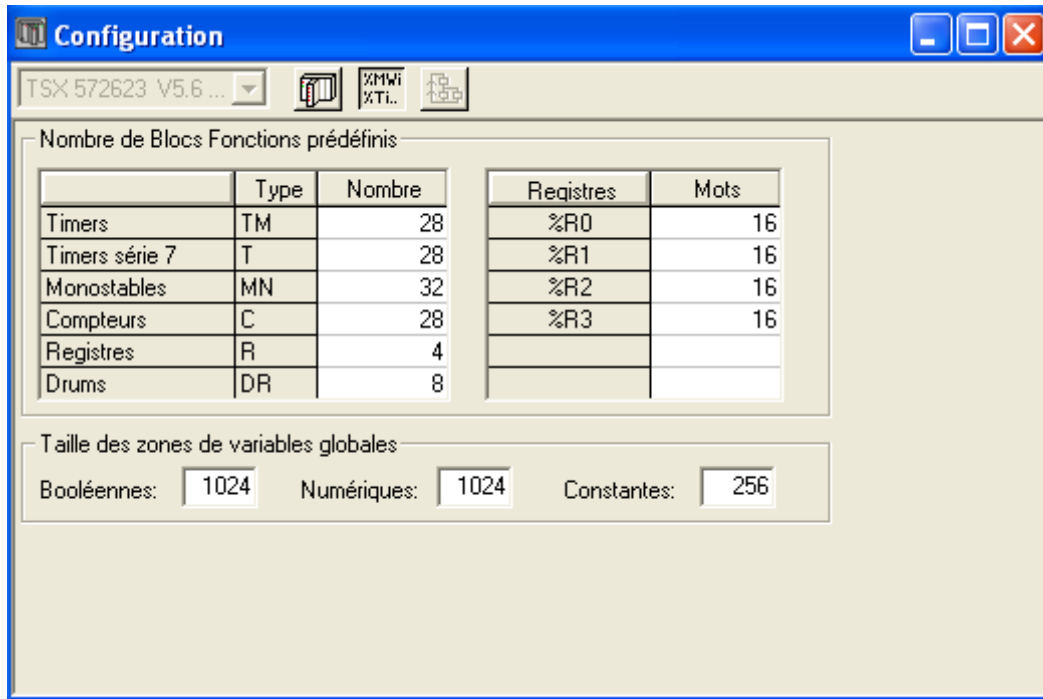 Configuration
TSX 572623 V5.6 ...
%MWi
%Ti..
Nombre de Blocs Fonctions prédéfinis
Type Nombre Registres Mots
Timers TM 28 %R0 16
Timers série 7 T 28 %R1 16
Monostables MN 32 %R2 16
Compteurs C 28 %R3 16
Registres R 4
Drums DR 8
Taille des zones de variables globales
Booléennes: 1024 Numériques: 1024 Constantes: 256